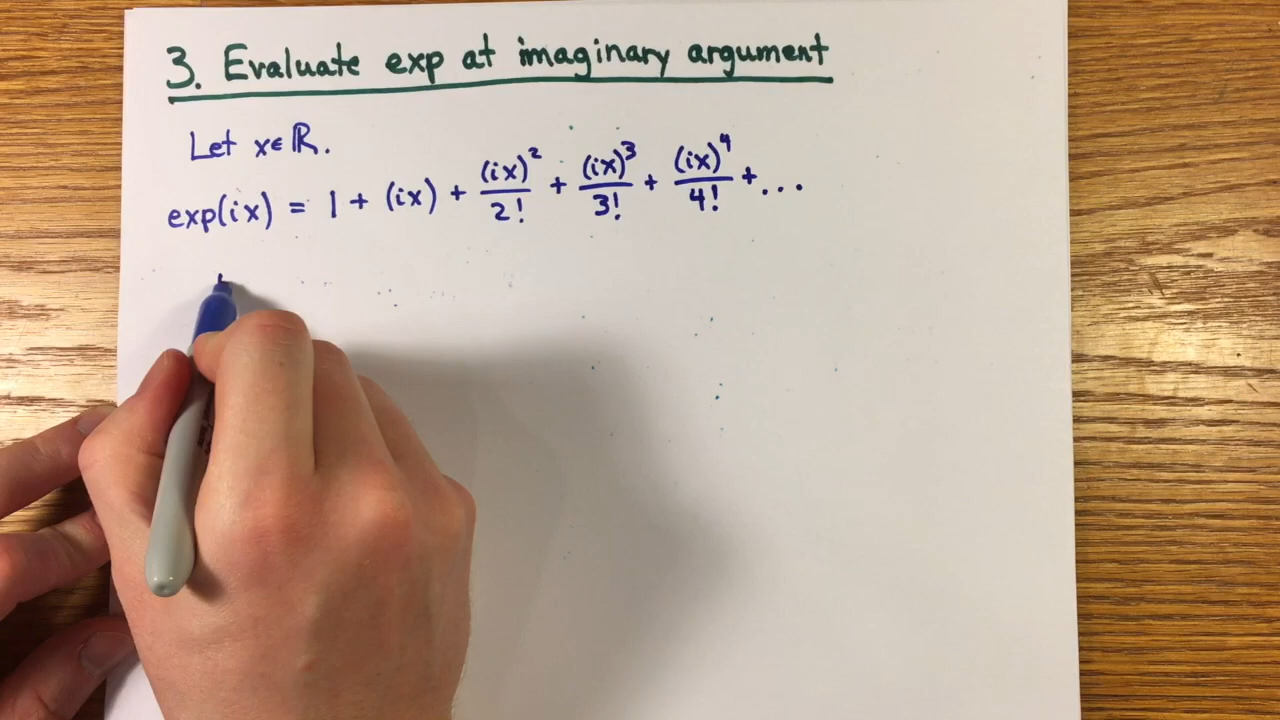 3. Evaluate exp at imaginary argument
Let x∈ℝ.
exp(ix) = 1 + (ix) + (ix)²/2! + (ix)³/3! + (ix)⁴/4! + ...